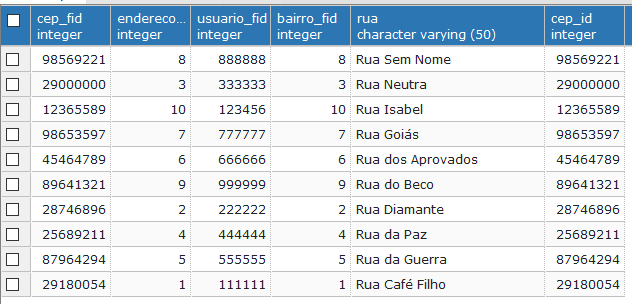 cep_fid endereco... usuario_fid bairro_fid rua cep_id
integer integer integer integer character varying (50) integer
98569221 8 888888 8 Rua Sem Nome 98569221
29000000 3 333333 3 Rua Neutra 29000000
12365589 10 123456 10 Rua Isabel 12365589
98653597 7 777777 7 Rua Goiás 98653597
45464789 6 666666 6 Rua dos Aprovados 45464789
89641321 9 999999 9 Rua do Beco 89641321
28746896 2 222222 2 Rua Diamante 28746896
25689211 4 444444 4 Rua da Paz 25689211
87964294 5 555555 5 Rua da Guerra 87964294
29180054 1 111111 1 Rua Café Filho 29180054